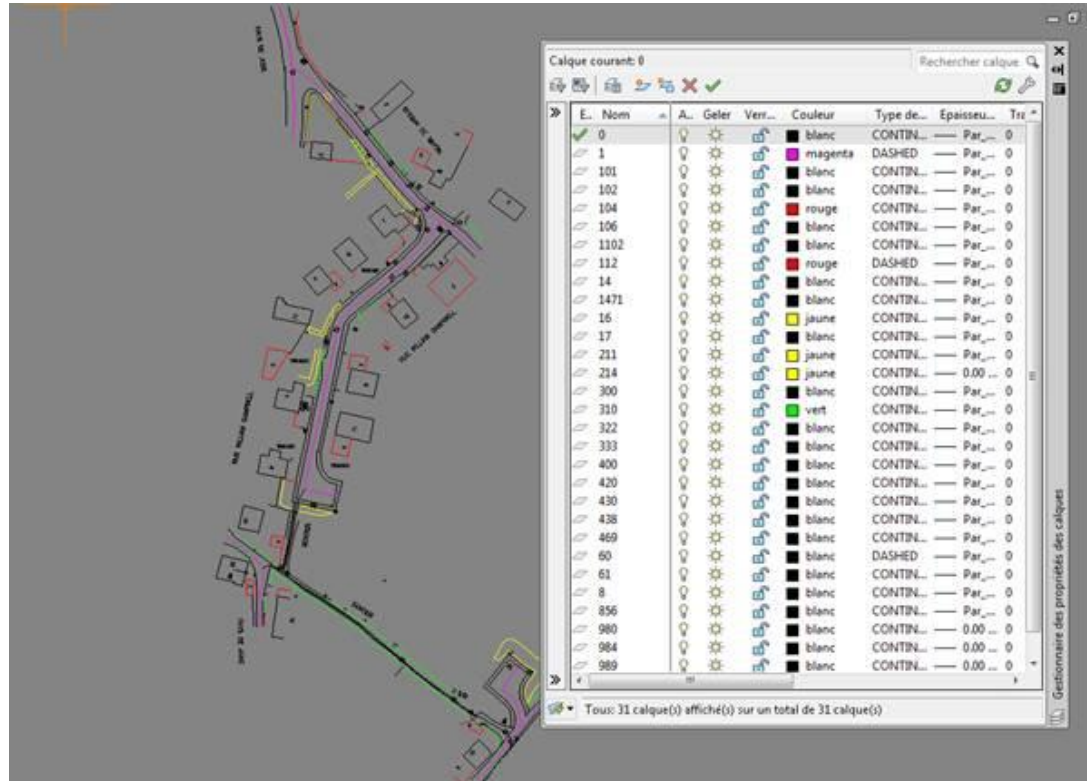 Calque courant: 0
Rechercher calque
E.. Nom A.. Geler Verr... Couleur Type de... Epaisseu... Tra
0 blanc CONTIN... Par_... 0
1 magenta DASHED Par_... 0
101 blanc CONTIN... Par_... 0
102 blanc CONTIN... Par_... 0
104 rouge CONTIN... Par_... 0
106 blanc CONTIN... Par_... 0
1102 blanc CONTIN... Par_... 0
112 rouge DASHED Par_... 0
14 blanc CONTIN... Par_... 0
1471 blanc CONTIN... Par_... 0
16 jaune CONTIN... Par_... 0
17 blanc CONTIN... Par_... 0
211 jaune CONTIN... Par_... 0
214 jaune CONTIN... 0.00 ... 0
300 blanc CONTIN... Par_... 0
310 vert CONTIN... Par_... 0
322 blanc CONTIN... Par_... 0
333 blanc CONTIN... Par_... 0
400 blanc CONTIN... Par_... 0
420 blanc CONTIN... Par_... 0
430 blanc CONTIN... Par_... 0
438 blanc CONTIN... Par_... 0
469 blanc CONTIN... Par_... 0
60 blanc DASHED Par_... 0
61 blanc CONTIN... Par_... 0
8 blanc CONTIN... Par_... 0
856 blanc CONTIN... Par_... 0
980 blanc CONTIN... 0.00 ... 0
984 blanc CONTIN... 0.00 ... 0
989 blanc CONTIN... 0.00 ... 0
Tous: 31 calque(s) affiché(s) sur un total de 31 calque(s)
Gestionnaire des propriétés des calques